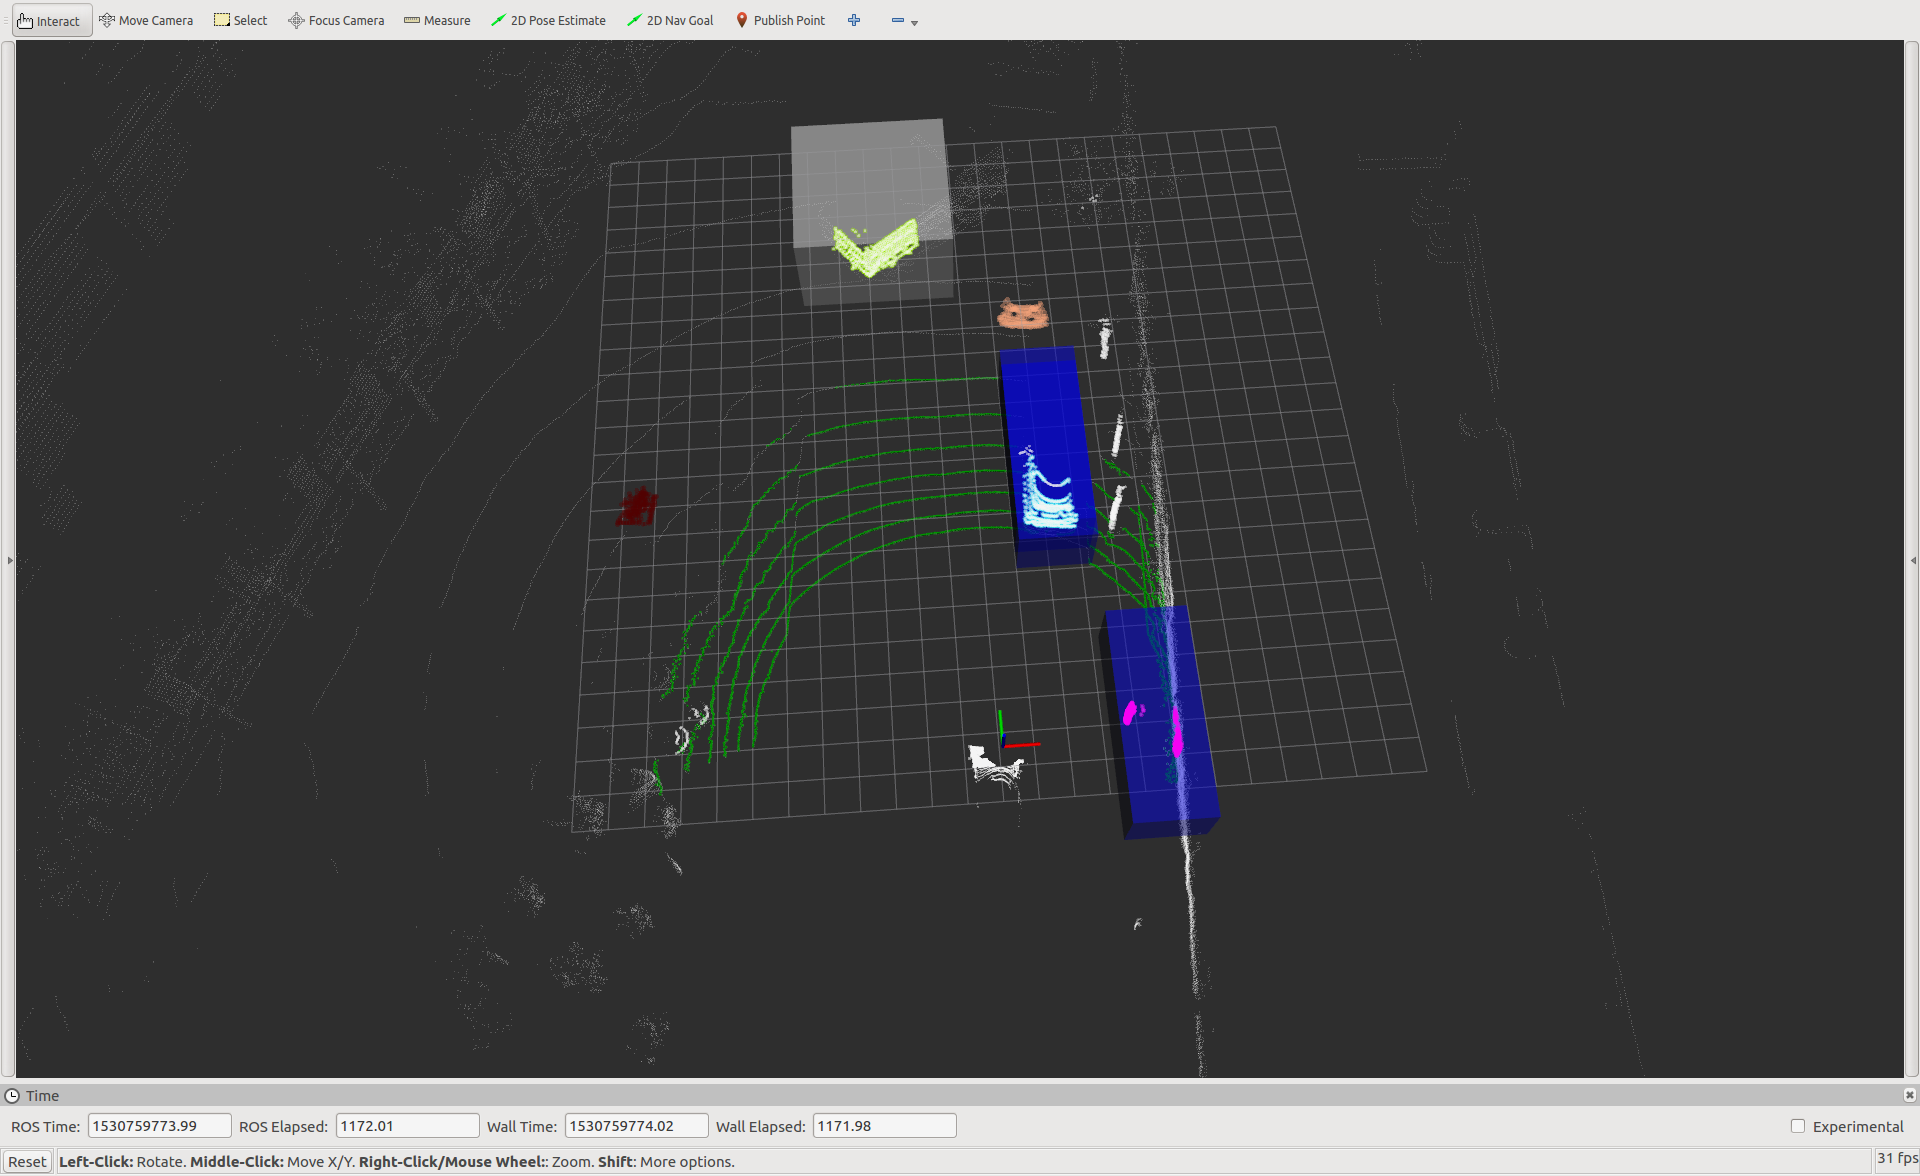 Interact Move Camera Select Focus Camera Measure 2D Pose Estimate 2D Nav Goal Publish Point
Time
ROS Time: 1530759773.99 ROS Elapsed: 1172.01 Wall Time: 1530759774.02 Wall Elapsed: 1171.98 Experimental
Reset Left-Click: Rotate. Middle-Click: Move X/Y. Right-Click/Mouse Wheel:: Zoom. Shift: More options. 31 fps